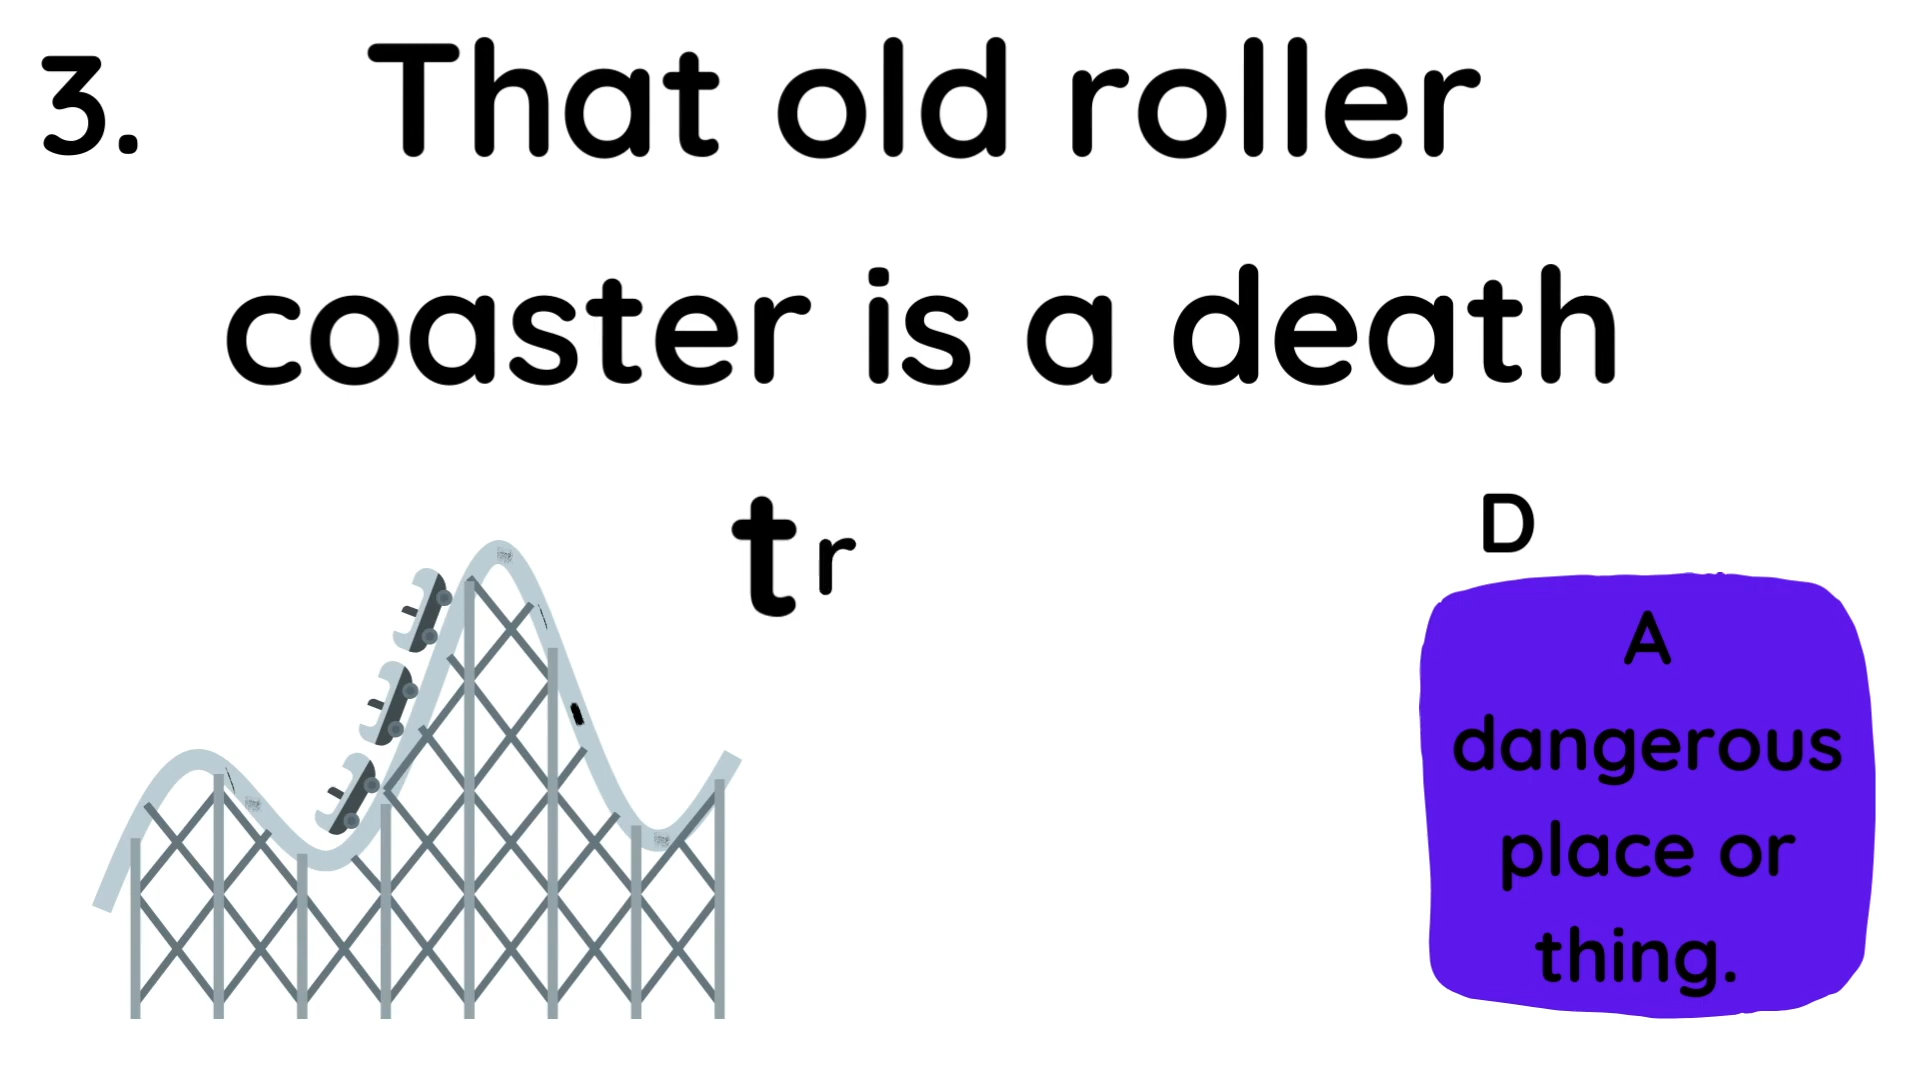 3. That old roller
coaster is a death
tr
D
A
dangerous
place or
thing.